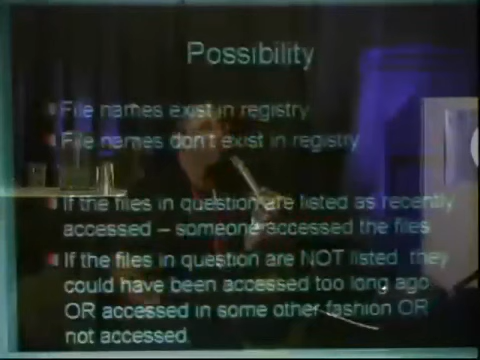 Possibility
File names exist in registry
File names don't exist in registry
If the files in question are listed as recently
accessed – someone accessed the files
If the files in question are NOT listed they
could have been accessed too long ago
OR accessed in some other fashion OR
not accessed.